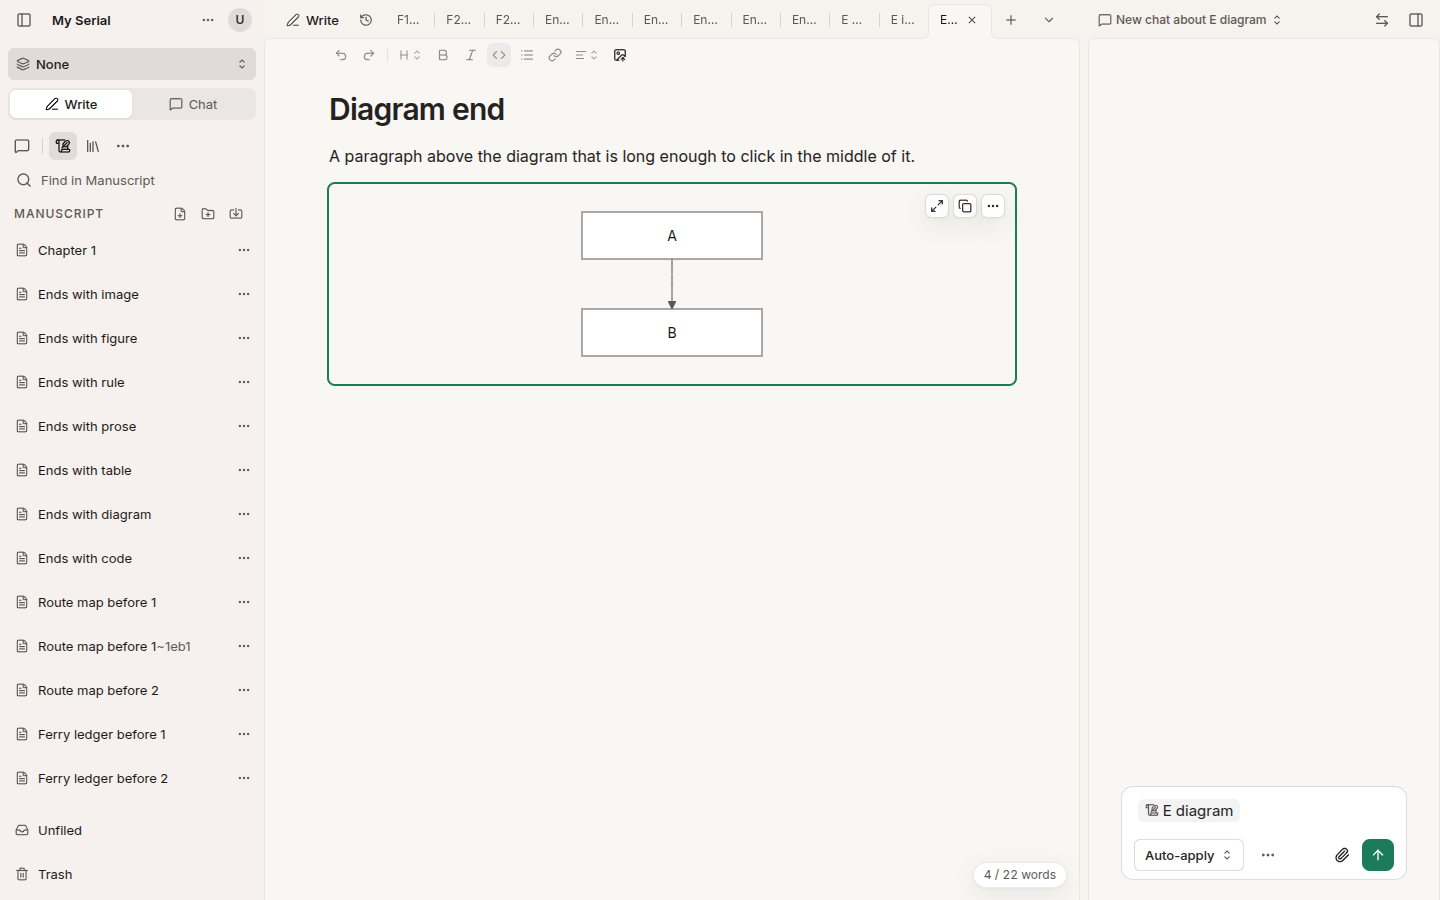 My Serial
U
None
Write
Chat
Find in Manuscript
MANUSCRIPT
Chapter 1
Ends with image
Ends with figure
Ends with rule
Ends with prose
Ends with table
Ends with diagram
Ends with code
Route map before 1
Route map before 1~1eb1
Route map before 2
Ferry ledger before 1
Ferry ledger before 2
Unfiled
Trash
Write
F1...
F2...
F2...
En...
En...
En...
En...
En...
En...
E ...
E i...
E...
H
B
I
Diagram end
A paragraph above the diagram that is long enough to click in the middle of it.
A
B
4 / 22 words
New chat about E diagram
E diagram
Auto-apply